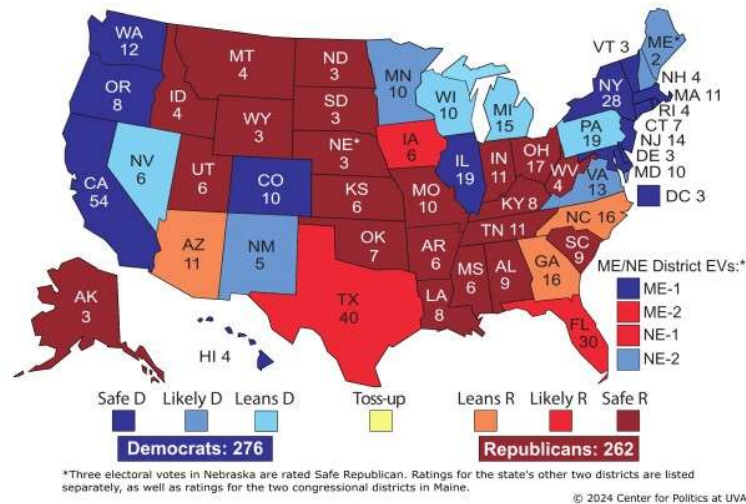 WA
12
OR
8
CA
54
NV
6
ID
4
MT
4
WY
3
UT
6
AZ
11
CO
10
NM
5
ND
3
SD
3
NE*
3
KS
6
OK
7
TX
40
MN
10
IA
6
MO
10
AR
6
LA
8
WI
10
IL
19
MI
15
IN
11
OH
17
KY 8
TN 11
MS
6
AL
9
GA
16
FL
30
SC
9
NC 16
VA
13
WV
4
PA
19
NY
28
VT 3
ME*
2
NH 4
MA 11
RI 4
CT 7
NJ 14
DE 3
MD 10
DC 3
AK
3
HI 4
ME/NE District EVs:*
ME-1
ME-2
NE-1
NE-2
Safe D Likely D Leans D Toss-up Leans R Likely R Safe R
Democrats: 276 Republicans: 262
*Three electoral votes in Nebraska are rated Safe Republican. Ratings for the state's other two districts are listed
separately, as well as ratings for the two congressional districts in Maine.
© 2024 Center for Politics at UVA